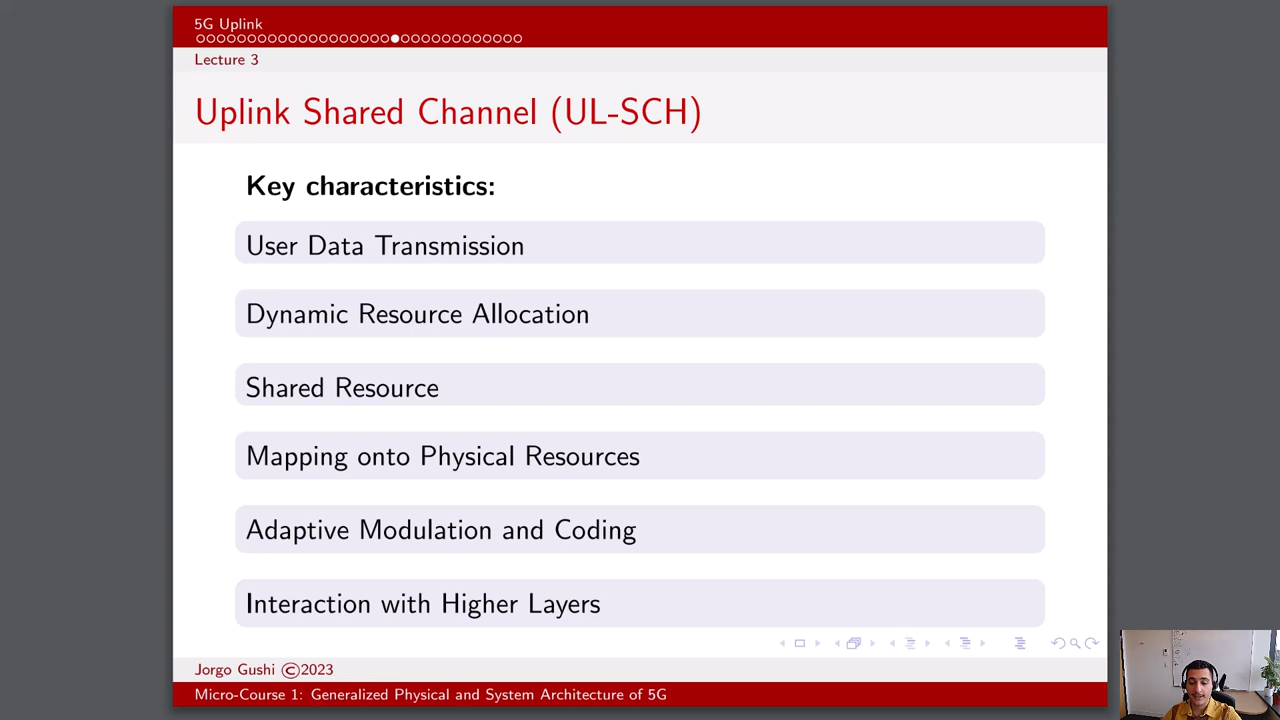 5G Uplink
Lecture 3
Uplink Shared Channel (UL-SCH)
Key characteristics:
User Data Transmission
Dynamic Resource Allocation
Shared Resource
Mapping onto Physical Resources
Adaptive Modulation and Coding
Interaction with Higher Layers
Jorgo Gushi ©2023
Micro-Course 1: Generalized Physical and System Architecture of 5G